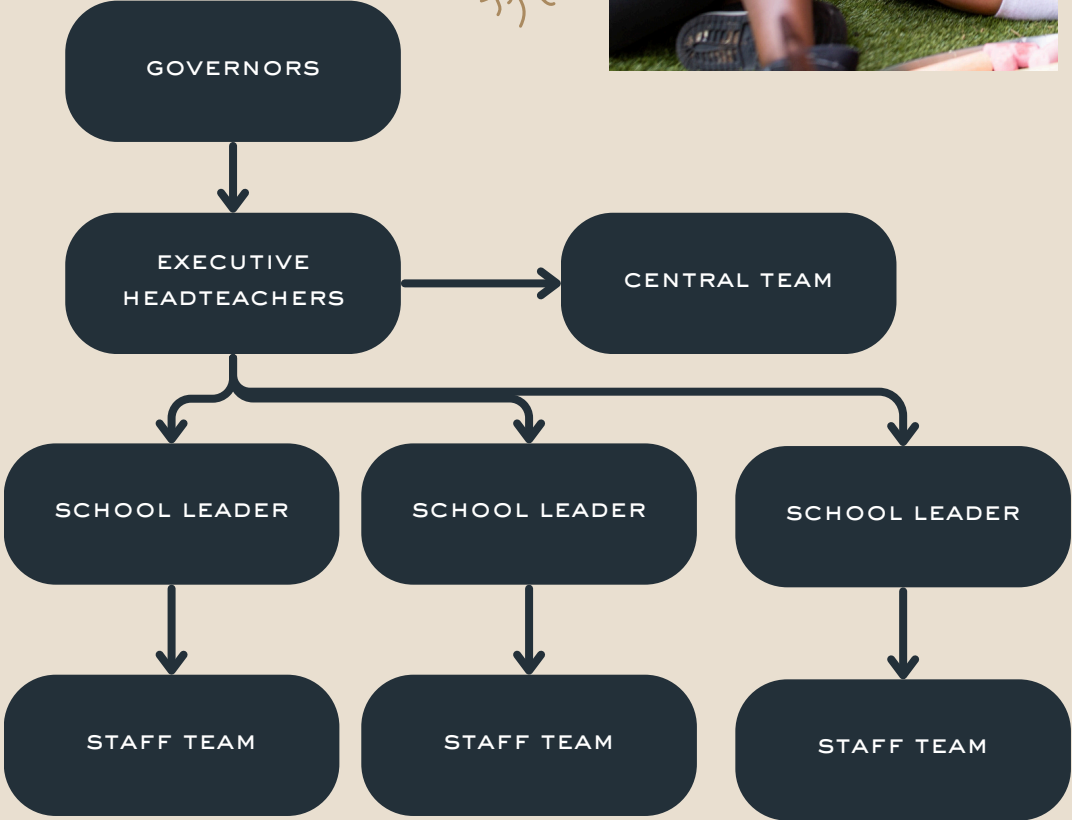 GOVERNORS
EXECUTIVE
HEADTEACHERS
CENTRAL TEAM
SCHOOL LEADER
SCHOOL LEADER
SCHOOL LEADER
STAFF TEAM
STAFF TEAM
STAFF TEAM